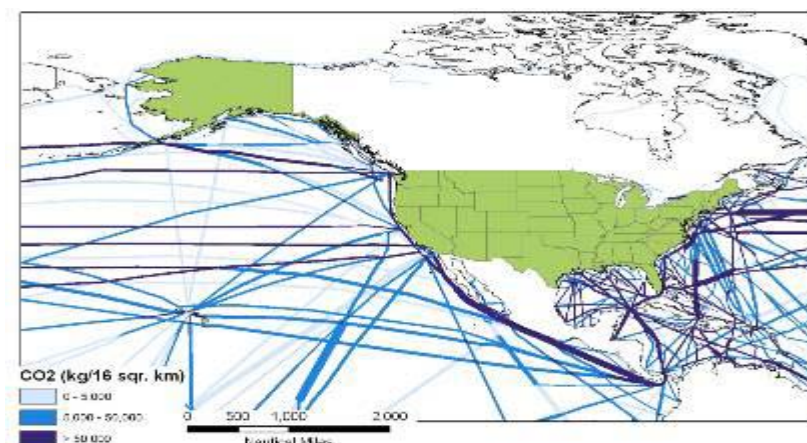 CO2 (kg/16 sqr. km)
0 - 5,000
5,000 - 50,000
> 50,000
0 500 1,000 2,000
Nautical Miles